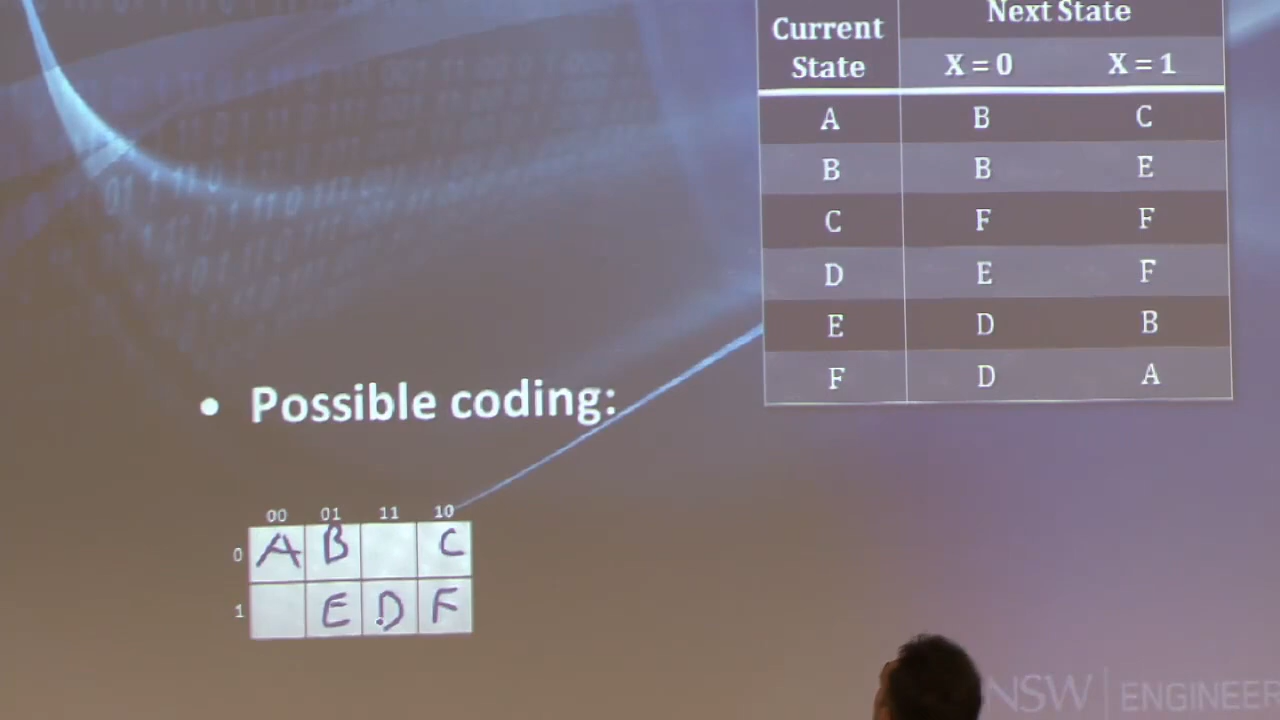 Next State
Current State
X = 0 X = 1
A B C
B B E
C F F
D E F
E D B
F D A
• Possible coding:
00 01 11 10
0 A B C
1 E D F
NSW | ENGINEER